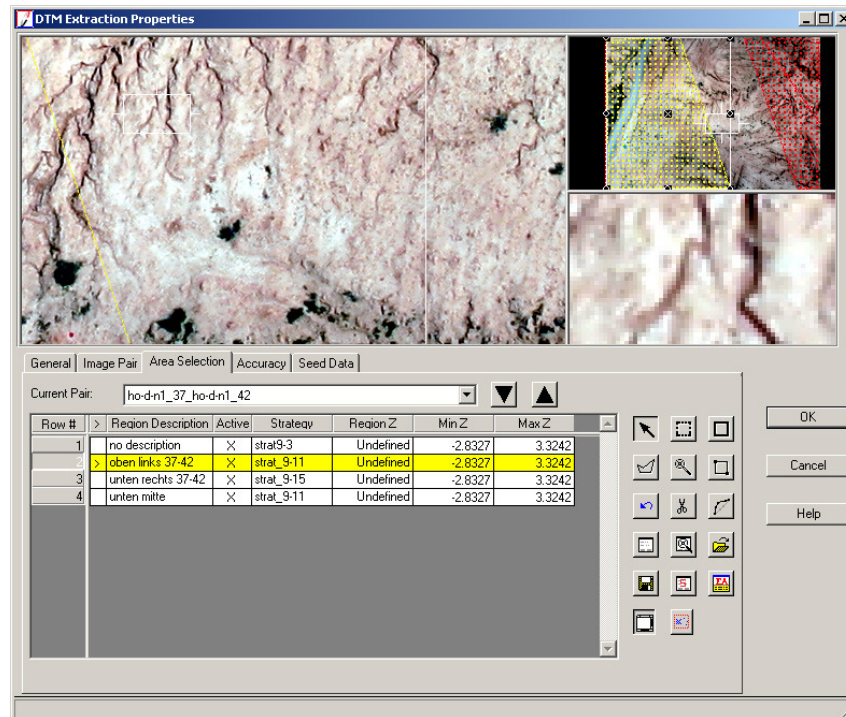 DTM Extraction Properties
General Image Pair Area Selection Accuracy Seed Data
Current Pair: ho-d-n1_37_ho-d-n1_42
Row # > Region Description Active Strategy Region Z Min Z Max Z
1 no description X strat9-3 Undefined -2.8327 3.3242
2 > oben links 37-42 X strat_9-11 Undefined -2.8327 3.3242
3 unten rechts 37-42 X strat_9-15 Undefined -2.8327 3.3242
4 unten mitte X strat_9-11 Undefined -2.8327 3.3242
OK
Cancel
Help